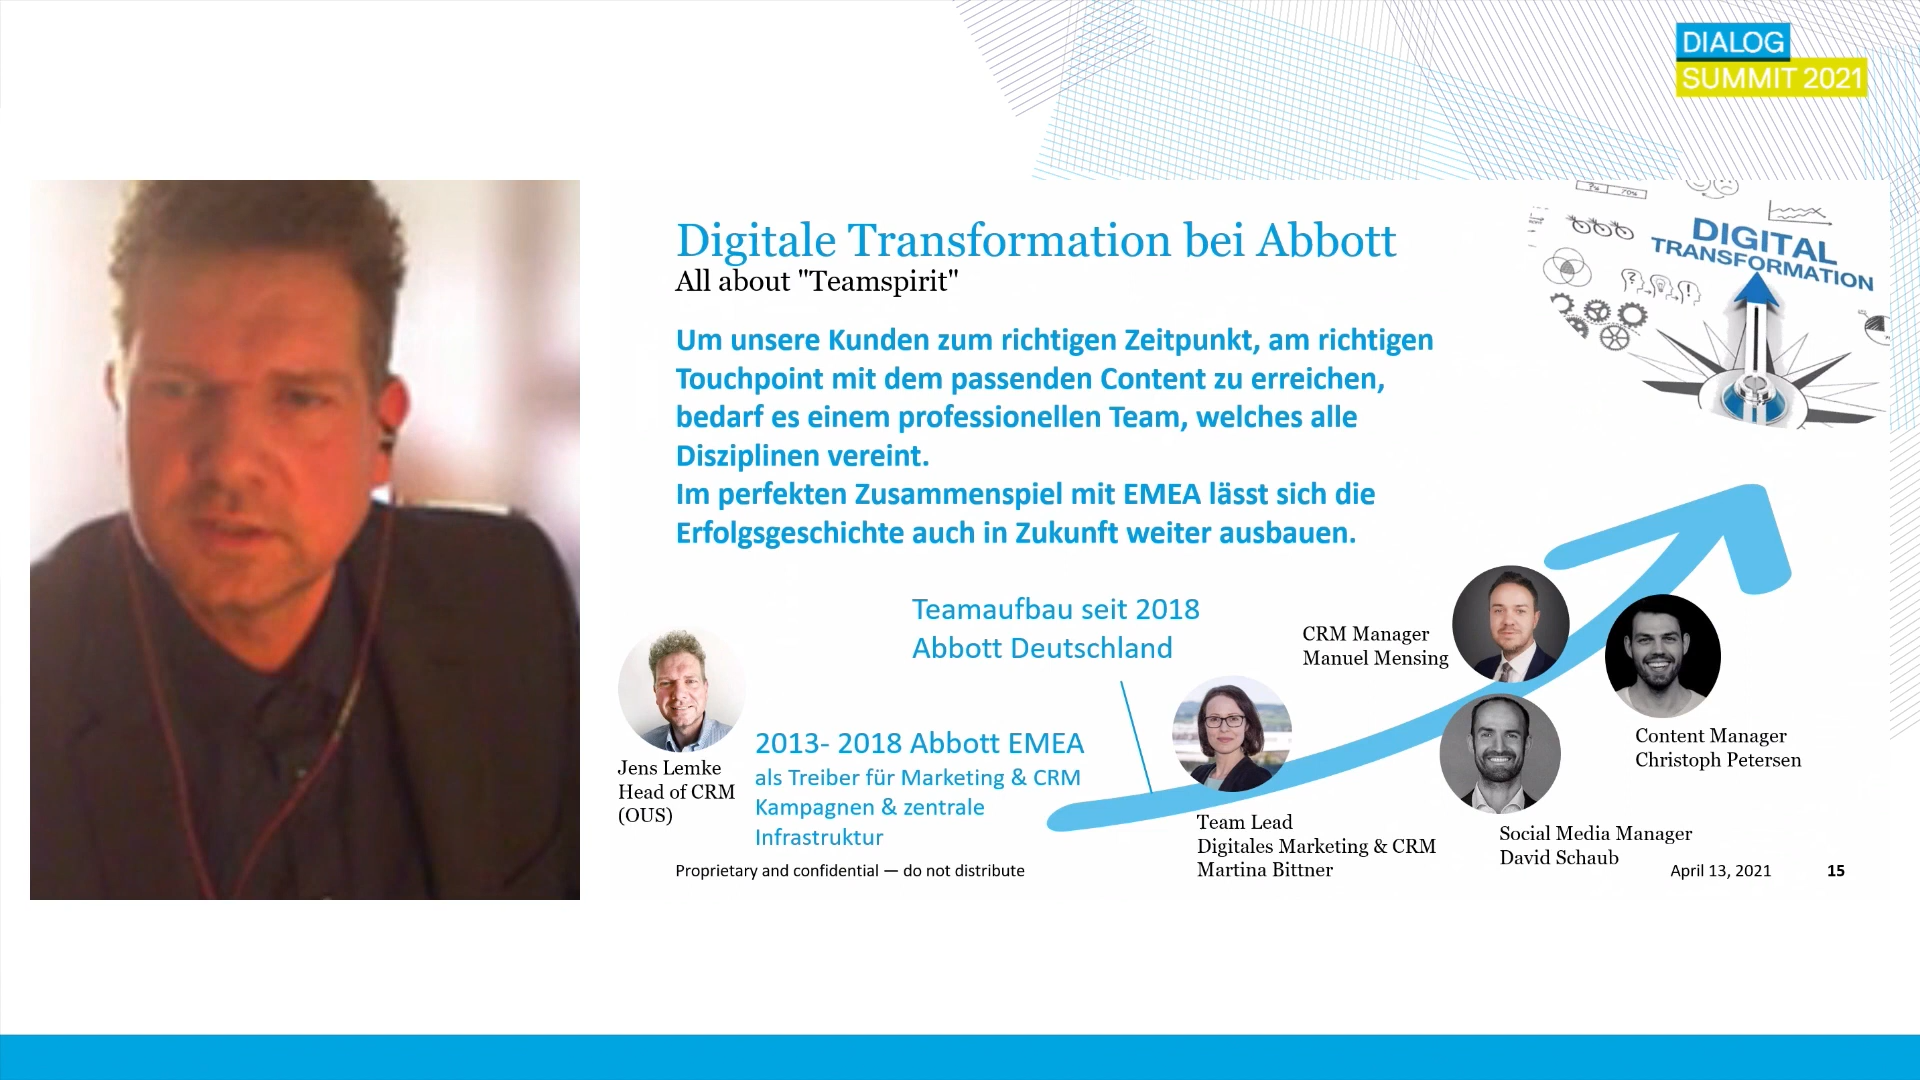 DIALOG
SUMMIT 2021
Digitale Transformation bei Abbott
All about "Teamspirit"
DIGITAL
TRANSFORMATION
Um unsere Kunden zum richtigen Zeitpunkt, am richtigen
Touchpoint mit dem passenden Content zu erreichen,
bedarf es einem professionellen Team, welches alle
Disziplinen vereint.
Im perfekten Zusammenspiel mit EMEA lässt sich die
Erfolgsgeschichte auch in Zukunft weiter ausbauen.
Teamaufbau seit 2018
Abbott Deutschland
CRM Manager
Manuel Mensing
Content Manager
Christoph Petersen
Jens Lemke
Head of CRM
(OUS)
2013- 2018 Abbott EMEA
als Treiber für Marketing & CRM
Kampagnen & zentrale
Infrastruktur
Team Lead
Digitales Marketing & CRM
Martina Bittner
Social Media Manager
David Schaub
Proprietary and confidential — do not distribute
April 13, 2021
15